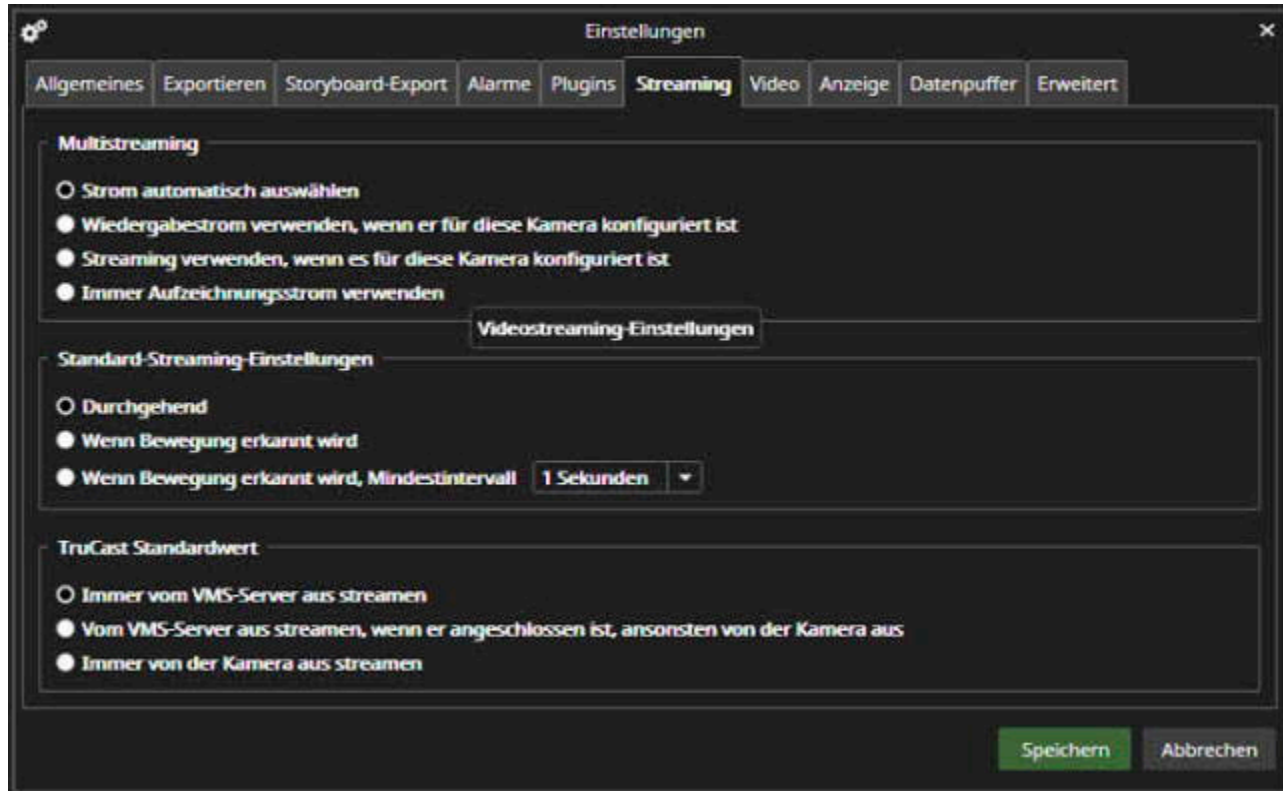 Einstellungen
Allgemeines Exportieren Storyboard-Export Alarme Plugins Streaming Video Anzeige Datenpuffer Erweitert
Multistreaming
Strom automatisch auswählen
Wiedergabestrom verwenden, wenn er für diese Kamera konfiguriert ist
Streaming verwenden, wenn es für diese Kamera konfiguriert ist
Immer Aufzeichnungsstrom verwenden
Videostreaming-Einstellungen
Standard-Streaming-Einstellungen
Durchgehend
Wenn Bewegung erkannt wird
Wenn Bewegung erkannt wird, Mindestintervall 1 Sekunden
TruCast Standardwert
Immer vom VMS-Server aus streamen
Vom VMS-Server aus streamen, wenn er angeschlossen ist, ansonsten von der Kamera aus
Immer von der Kamera aus streamen
Speichern Abbrechen